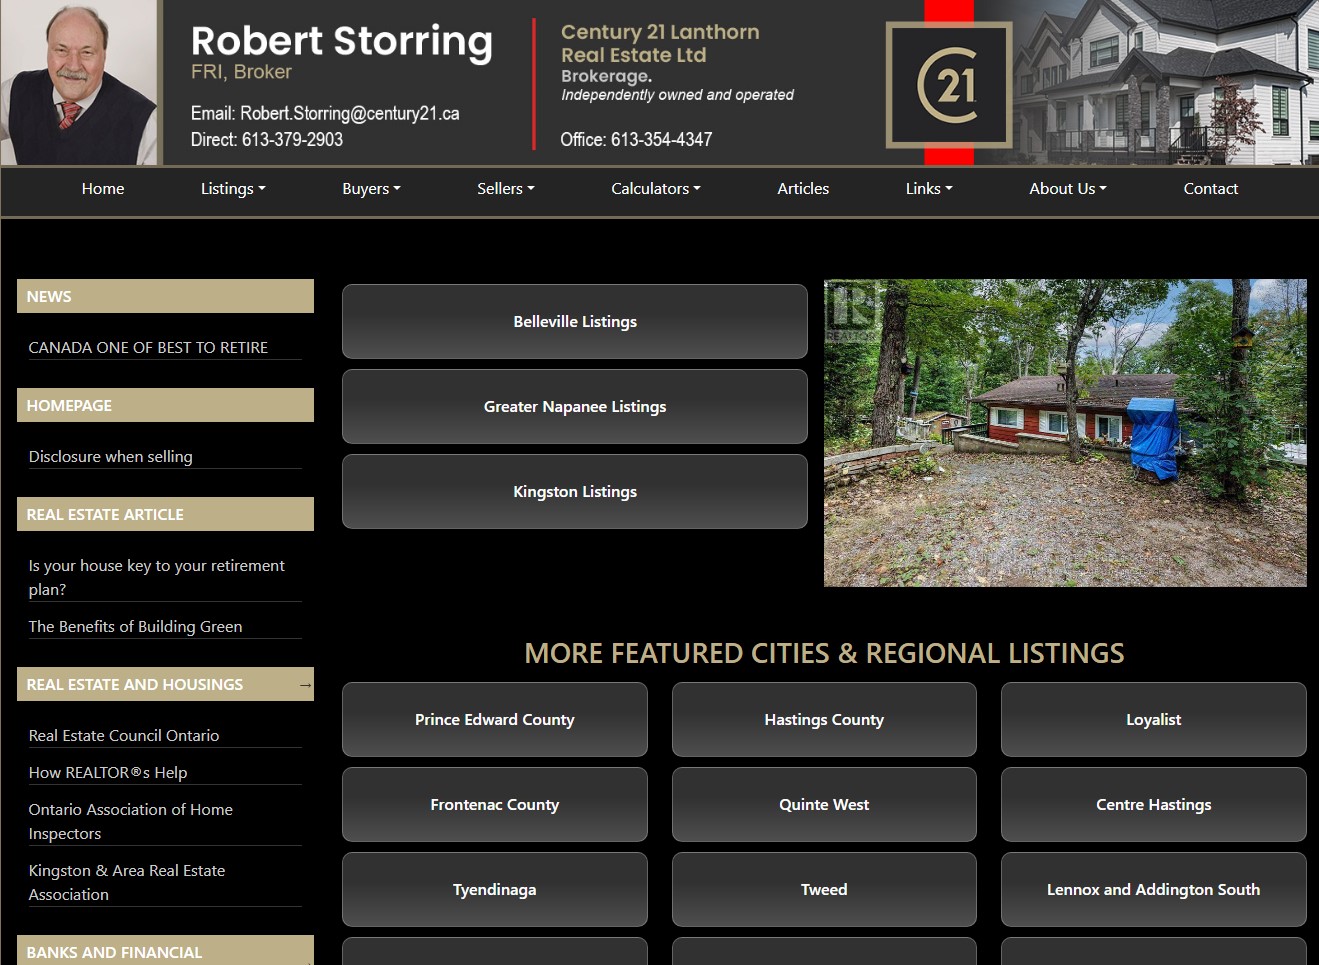 Robert Storring
FRI, Broker
Email: Robert.Storring@century21.ca
Direct: 613-379-2903
Century 21 Lanthorn
Real Estate Ltd
Brokerage.
Independently owned and operated
Office: 613-354-4347
C21
Home Listings Buyers Sellers Calculators Articles Links About Us Contact
NEWS
CANADA ONE OF BEST TO RETIRE
HOMEPAGE
Disclosure when selling
REAL ESTATE ARTICLE
Is your house key to your retirement
plan?
The Benefits of Building Green
REAL ESTATE AND HOUSINGS →
Real Estate Council Ontario
How REALTOR®s Help
Ontario Association of Home
Inspectors
Kingston & Area Real Estate
Association
BANKS AND FINANCIAL
Belleville Listings
Greater Napanee Listings
Kingston Listings
R
REALTOR
MORE FEATURED CITIES & REGIONAL LISTINGS
Prince Edward County Hastings County Loyalist
Frontenac County Quinte West Centre Hastings
Tyendinaga Tweed Lennox and Addington South